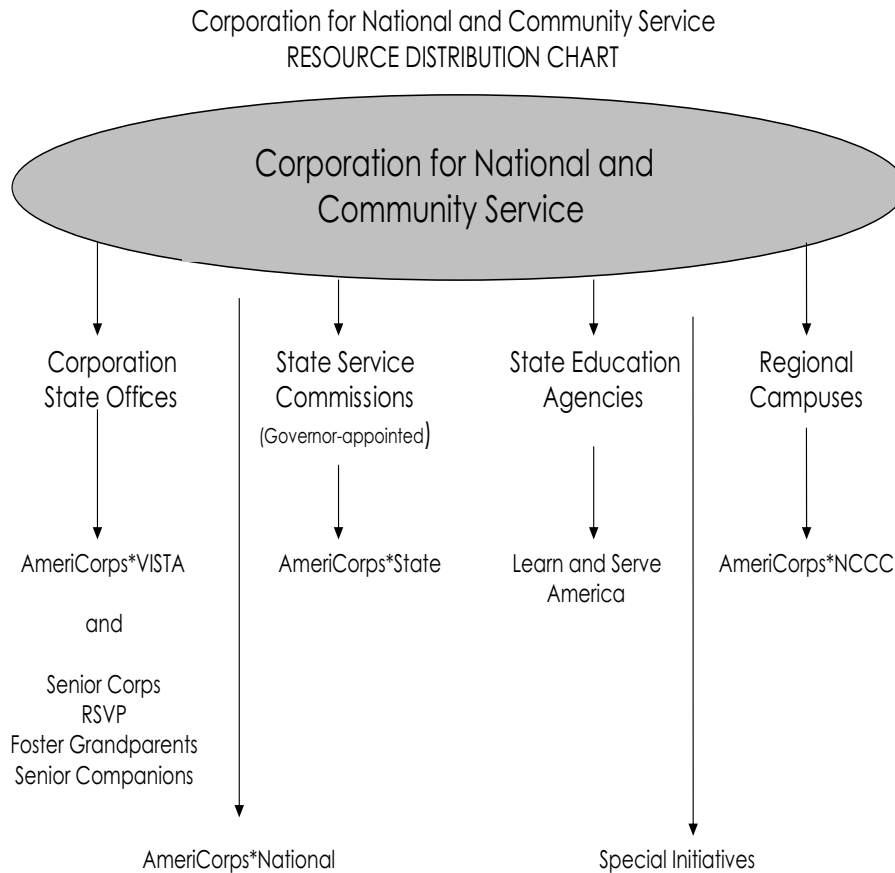 Corporation for National and Community Service
RESOURCE DISTRIBUTION CHART
Corporation for National and
Community Service
Corporation
State Offices
State Service
Commissions
(Governor-appointed)
State Education
Agencies
Regional
Campuses
AmeriCorps*VISTA
and
Senior Corps
RSVP
Foster Grandparents
Senior Companions
AmeriCorps*State
Learn and Serve
America
AmeriCorps*NCCC
AmeriCorps*National
Special Initiatives